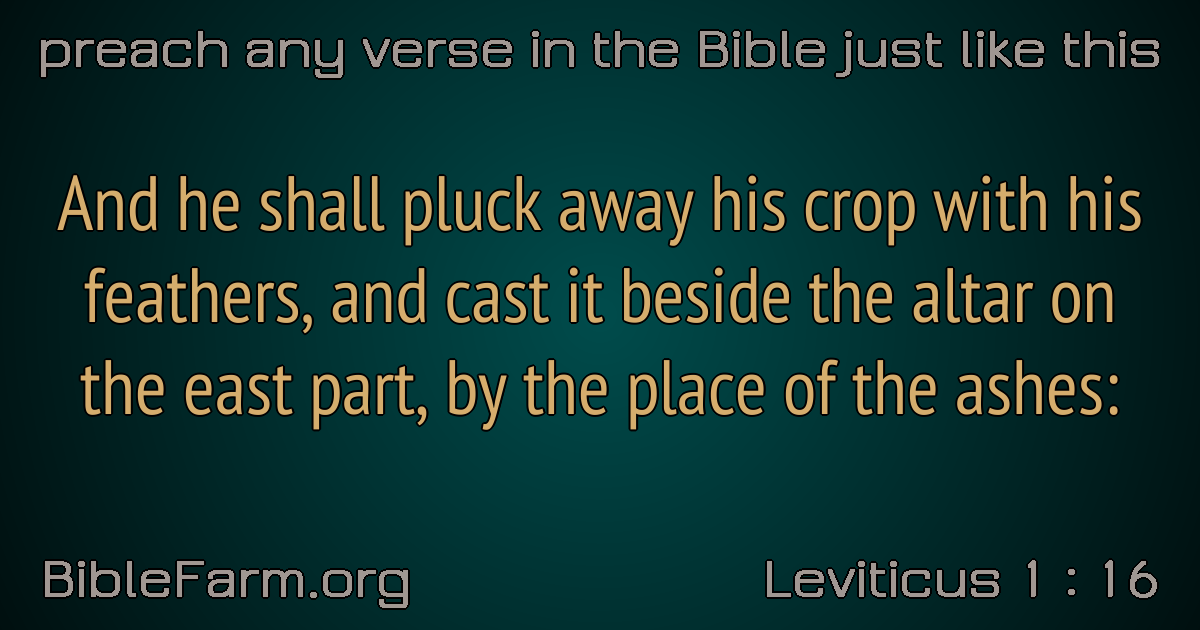 preach any verse in the Bible just like this
And he shall pluck away his crop with his
feathers, and cast it beside the altar on
the east part, by the place of the ashes:
BibleFarm.org
Leviticus 1 : 16